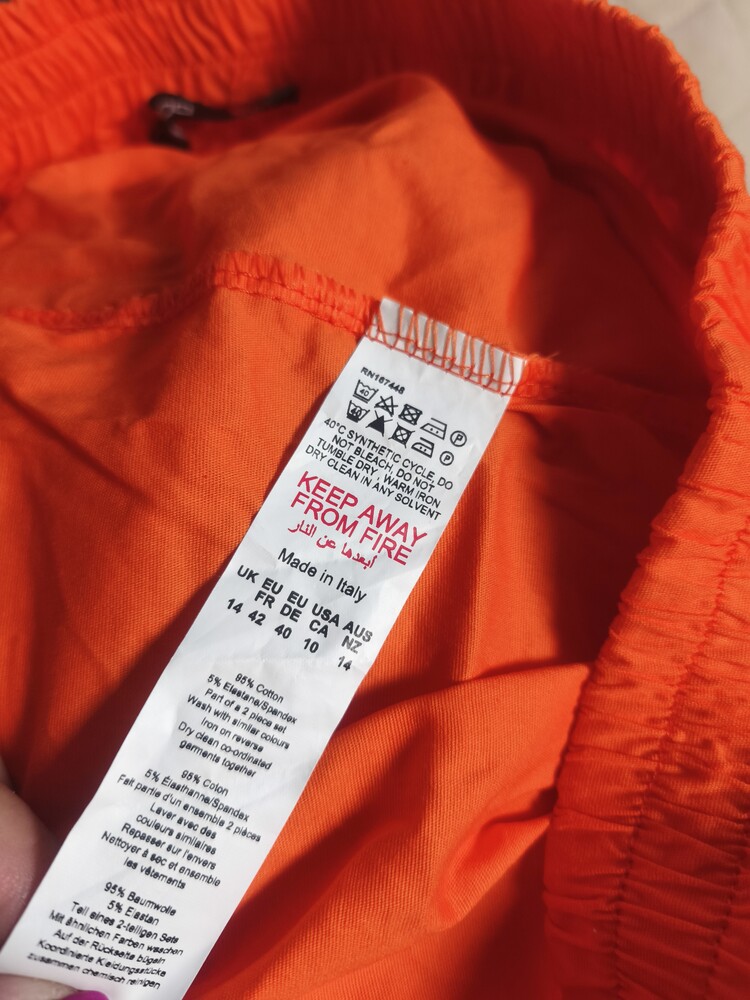 RN167448
40
40
P
P
40°C SYNTHETIC CYCLE, DO
NOT BLEACH, DO NOT
TUMBLE DRY, WARM IRON
DRY CLEAN IN ANY SOLVENT
KEEP AWAY
FROM FIRE
أبعدها عن النار
Made in Italy
UK EU EU USA AUS
FR DE CA NZ
14 42 40 10 14
95% Cotton
5% Elastane/Spandex
Part of a 2 piece set
Wash with similar colours
Iron on reverse
Dry clean co-ordinated
garments together
95% Coton
5% Élasthanne/Spandex
Fait partie d'un ensemble 2 pièces
Laver avec des
couleurs similaires
Repasser sur l'envers
Nettoyer à sec et ensemble
les vêtements
95% Baumwolle
5% Elastan
Teil eines 2-teiligen Sets
Mit ähnlichen Farben waschen
Auf der Rückseite bügeln
Koordinierte Kleidungsstücke
zusammen chemisch reinigen